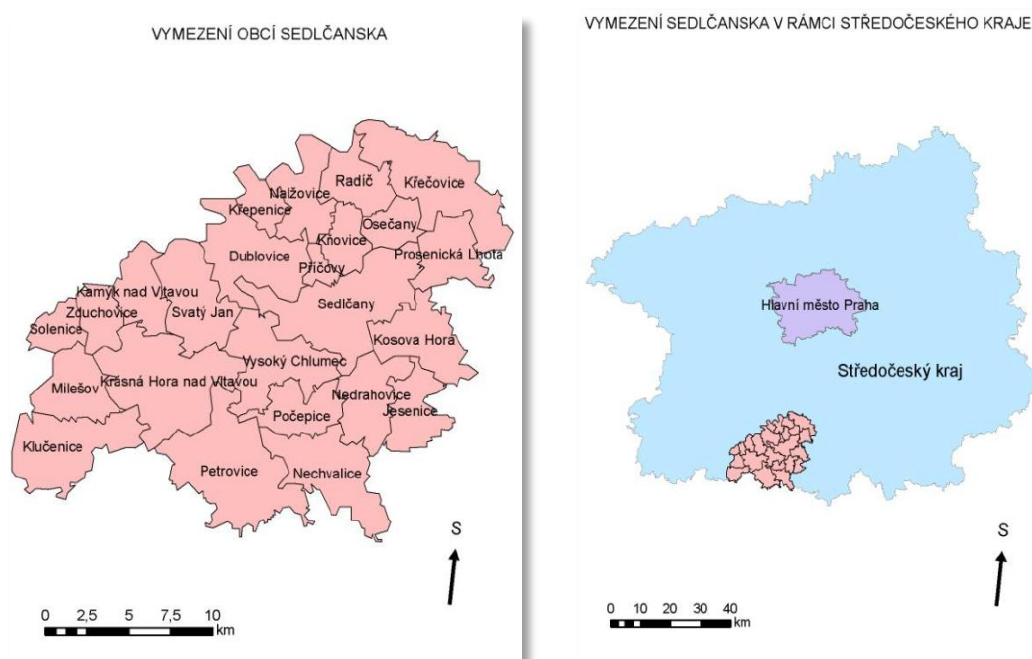 VYMEZENÍ OBCÍ SEDLČANSKA
Radíč
Křečovice
Nalžovice
Křepenice
Osečany
Kňovice
Dublovice
Prosenická Lhota
Příčovy
Kamýk nad Vltavou
Sedlčany
Zduchovice
Svatý Jan
Solenice
Kosova Hora
Vysoký Chlumec
Krásná Hora nad Vltavou
Milešov
Nedrahovice
Jesenice
Počepice
Klučenice
Petrovice
Nechvalice
S
0 2,5 5 7,5 10
km
VYMEZENÍ SEDLČANSKA V RÁMCI STŘEDOČESKÉHO KRAJE
Hlavní město Praha
Středočeský kraj
S
0 10 20 30 40
km